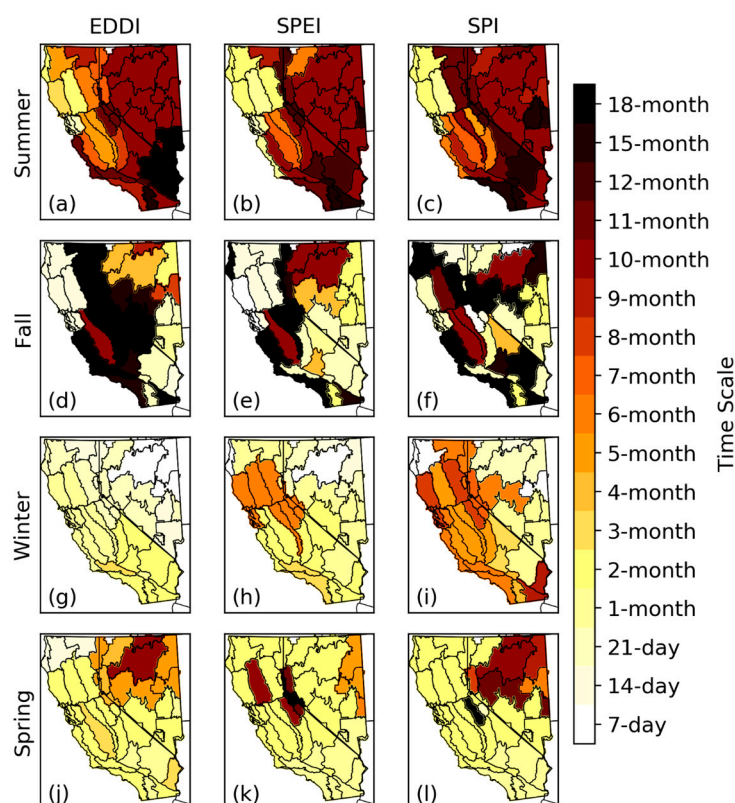 EDDI SPEI SPI
Summer
(a) (b) (c)
Fall
(d) (e) (f)
Winter
(g) (h) (i)
Spring
(j) (k) (l)
18-month
15-month
12-month
11-month
10-month
9-month
8-month
7-month
6-month
5-month
4-month
3-month
2-month
1-month
21-day
14-day
7-day
Time Scale